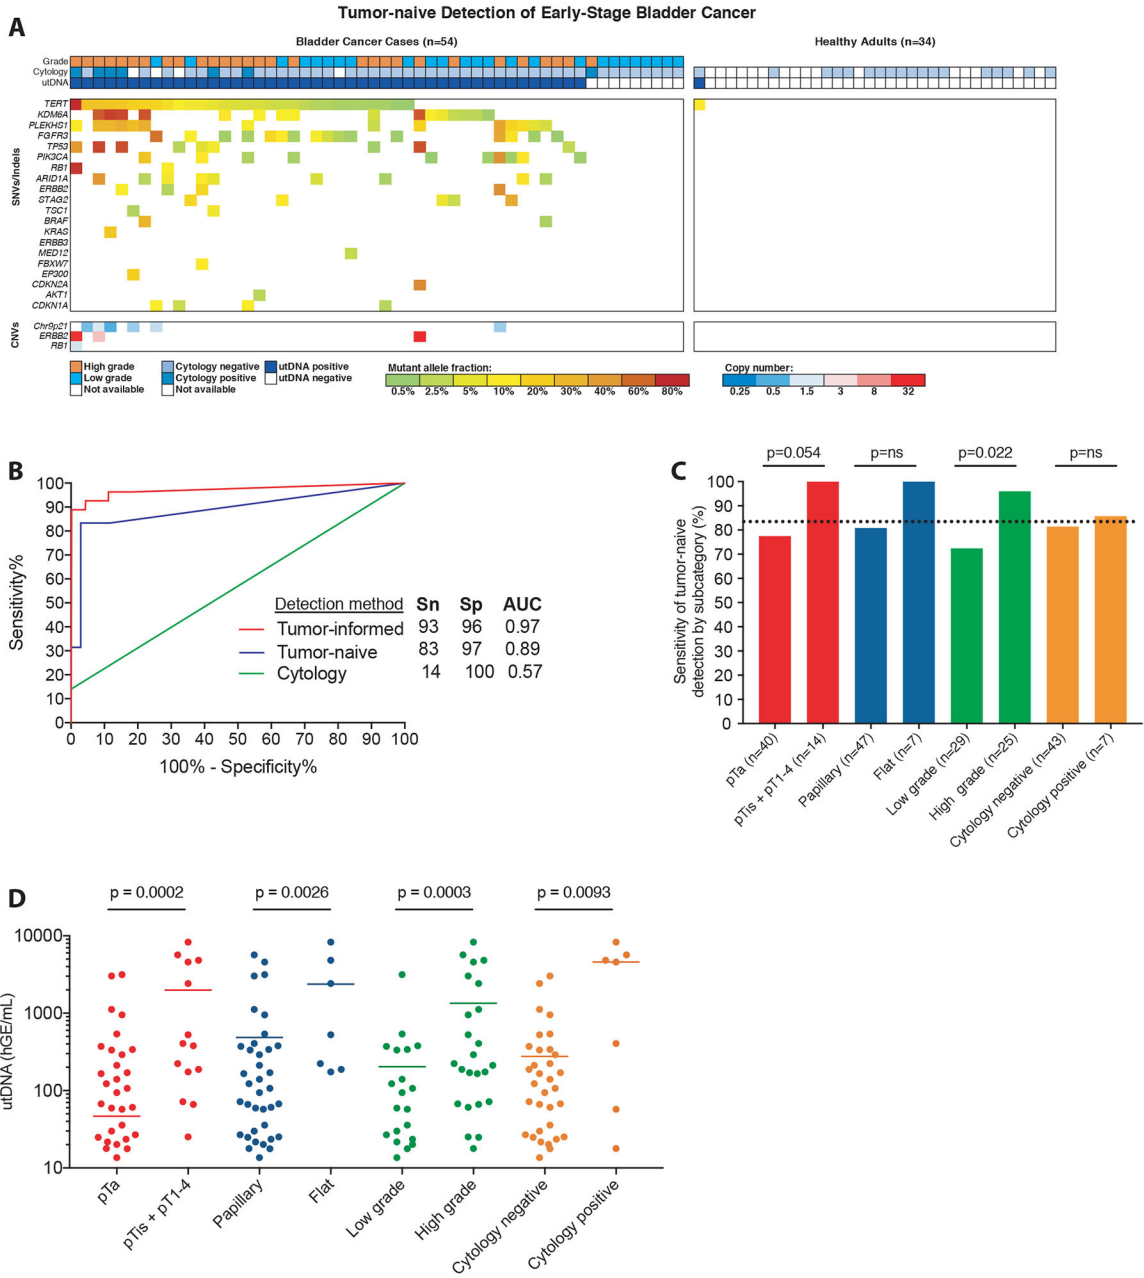 Tumor-naive Detection of Early-Stage Bladder Cancer
A
Bladder Cancer Cases (n=54)
Healthy Adults (n=34)
Grade
Cytology
utDNA
SNVs/Indels
TERT
KDM6A
PLEKHS1
FGFR3
TP53
PIK3CA
RB1
ARID1A
ERBB2
STAG2
TSC1
BRAF
KRAS
ERBB3
MED12
FBXW7
EP300
CDKN2A
AKT1
CDKN1A
CNVs
Chr9p21
ERBB2
RB1
High grade
Low grade
Not available
Cytology negative
Cytology positive
Not available
utDNA positive
utDNA negative
Mutant allele fraction:
0.5% 2.5% 5% 10% 20% 30% 40% 60% 80%
Copy number:
0.25 0.5 1.5 3 8 32
B
Sensitivity%
100
90
80
70
60
50
40
30
20
10
0
0 10 20 30 40 50 60 70 80 90 100
100% - Specificity%
Detection method Sn Sp AUC
Tumor-informed 93 96 0.97
Tumor-naive 83 97 0.89
Cytology 14 100 0.57
C
p=0.054 p=ns p=0.022 p=ns
Sensitivity of tumor-naive
detection by subcategory (%)
100
90
80
70
60
50
40
30
20
10
0
pTa (n=40)
pTis + pT1-4 (n=14)
Papillary (n=47)
Flat (n=7)
Low grade (n=29)
High grade (n=25)
Cytology negative (n=43)
Cytology positive (n=7)
D
p = 0.0002 p = 0.0026 p = 0.0003 p = 0.0093
utDNA (hGE/mL)
10000
1000
100
10
pTa
pTis + pT1-4
Papillary
Flat
Low grade
High grade
Cytology negative
Cytology positive